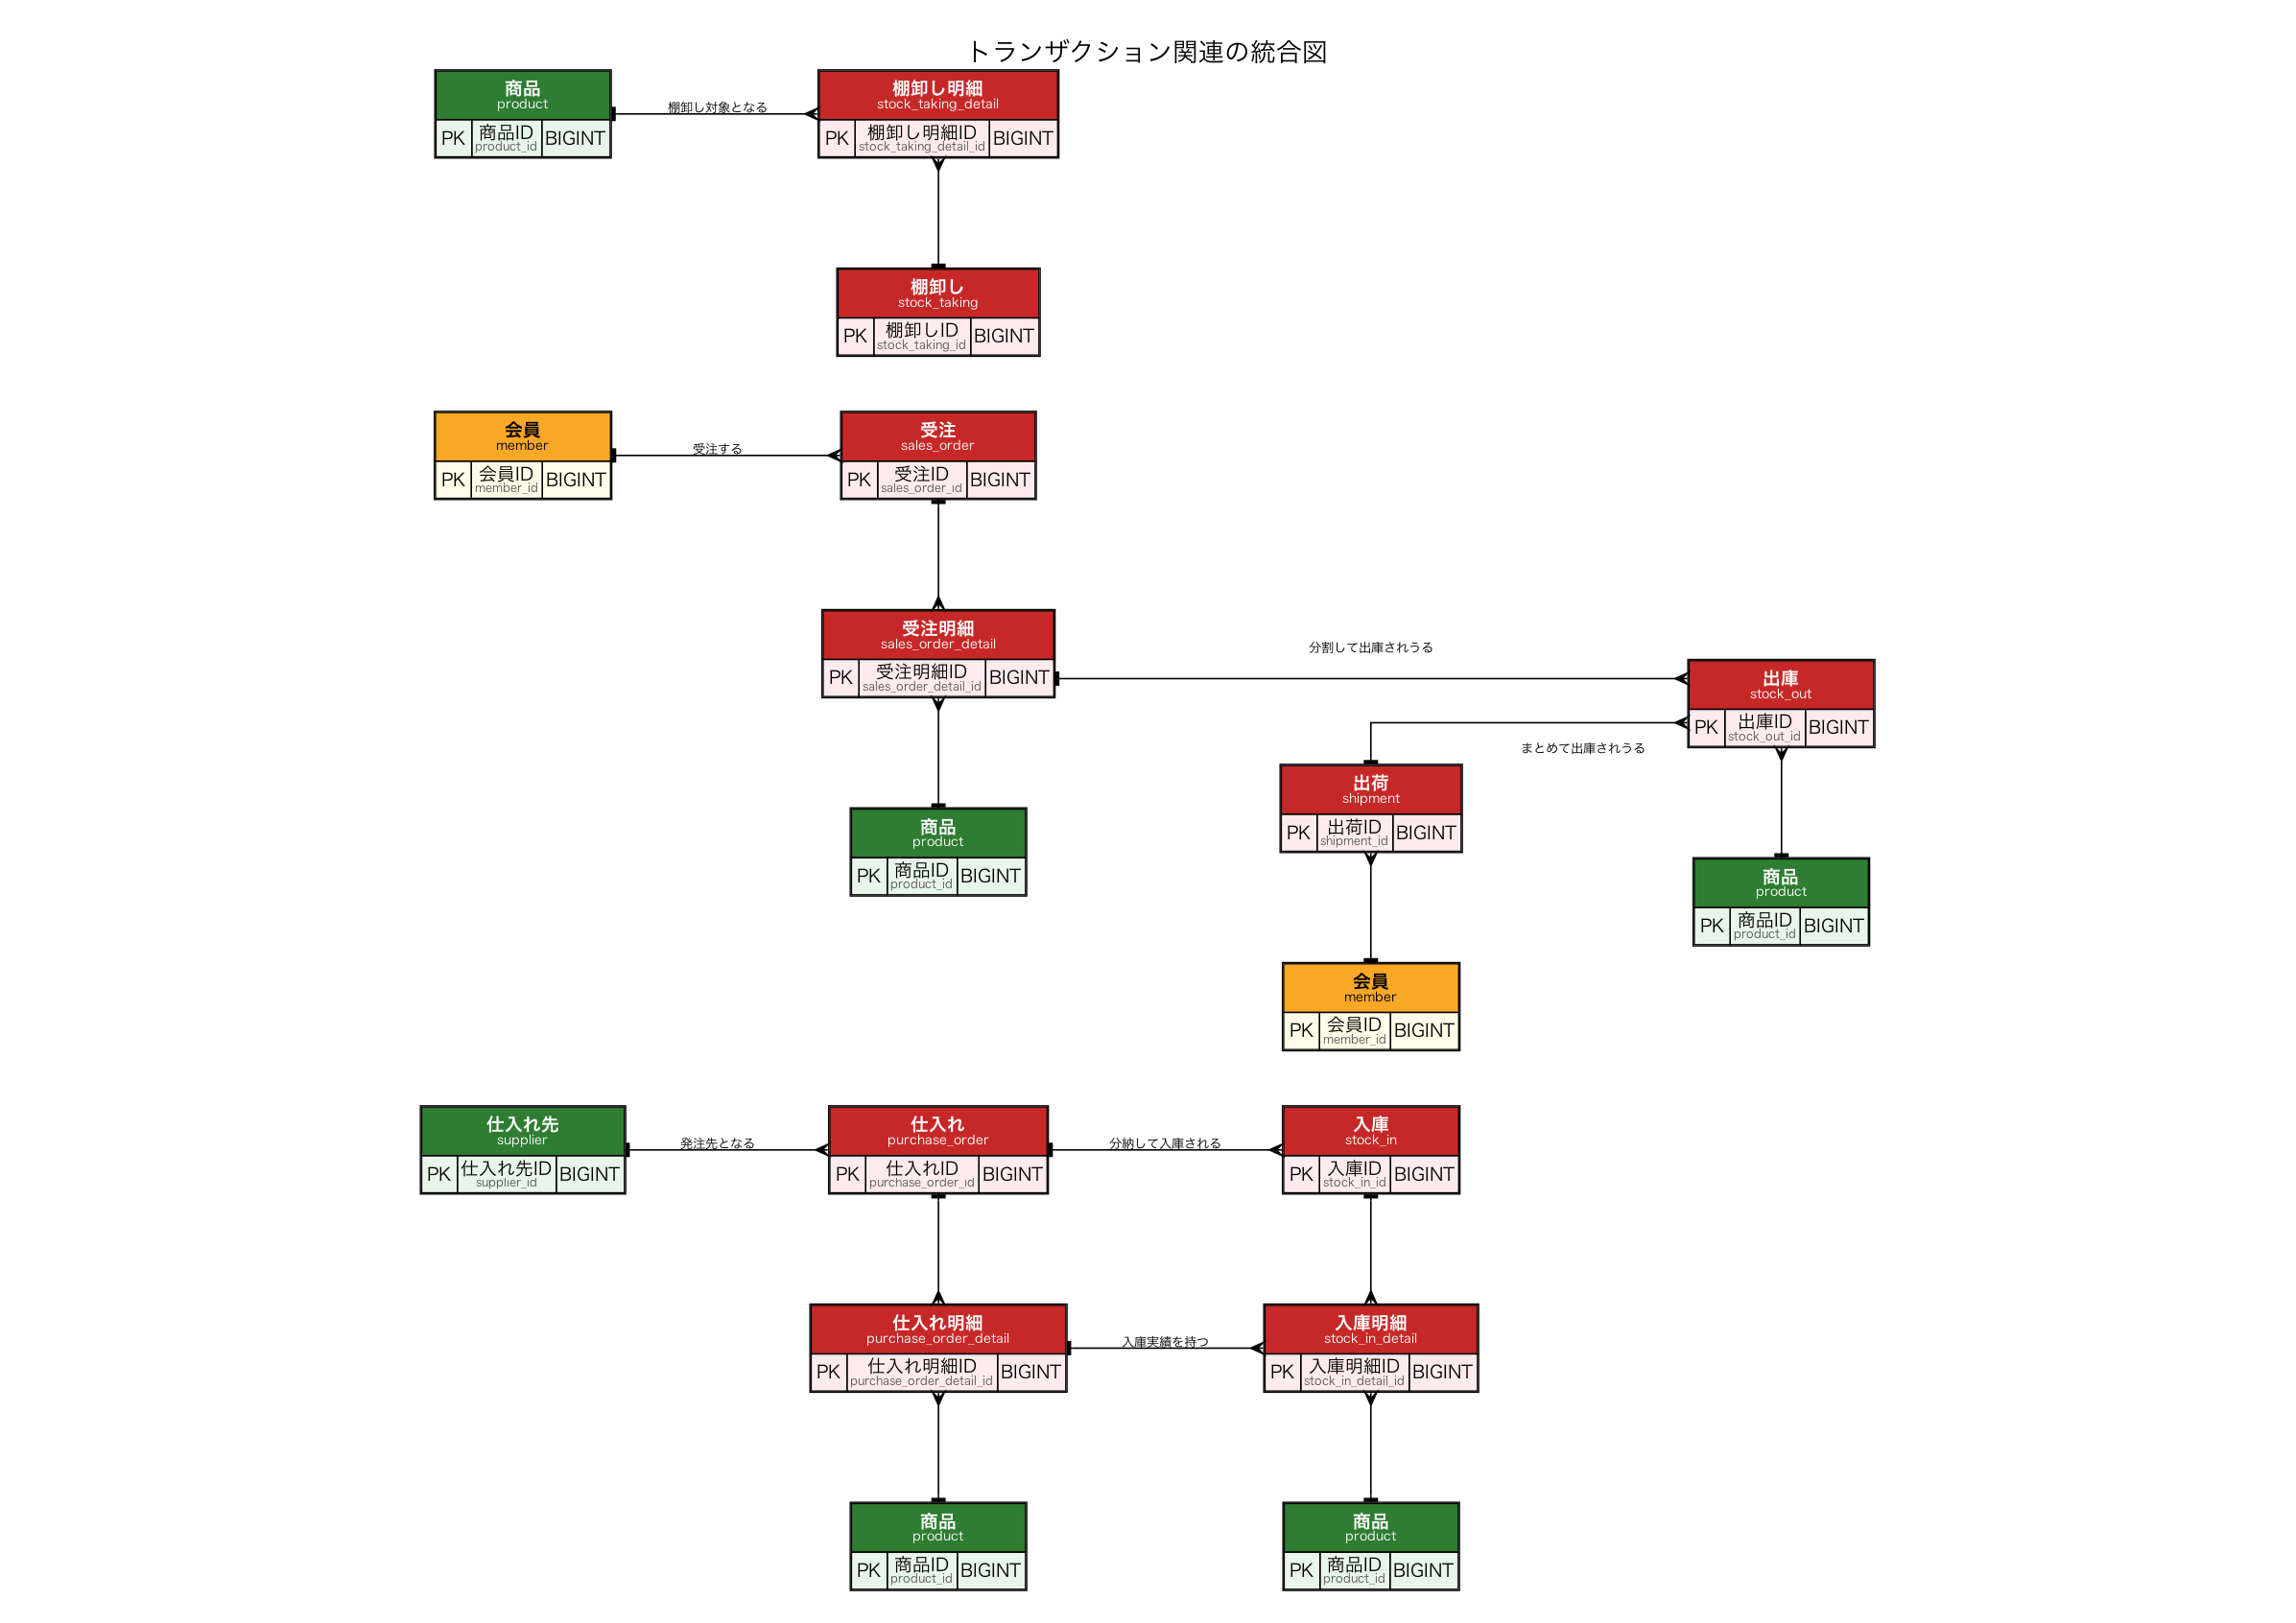 トランザクション関連の統合図
商品
product
PK 商品ID BIGINT
product_id
棚卸し対象となる
棚卸し明細
stock_taking_detail
PK 棚卸し明細ID BIGINT
stock_taking_detail_id
棚卸し
stock_taking
PK 棚卸しID BIGINT
stock_taking_id
会員
member
PK 会員ID BIGINT
member_id
受注する
受注
sales_order
PK 受注ID BIGINT
sales_order_id
受注明細
sales_order_detail
PK 受注明細ID BIGINT
sales_order_detail_id
分割して出庫されうる
出庫
stock_out
PK 出庫ID BIGINT
stock_out_id
まとめて出庫されうる
出荷
shipment
PK 出荷ID BIGINT
shipment_id
商品
product
PK 商品ID BIGINT
product_id
商品
product
PK 商品ID BIGINT
product_id
会員
member
PK 会員ID BIGINT
member_id
仕入れ先
supplier
PK 仕入れ先ID BIGINT
supplier_id
発注先となる
仕入れ
purchase_order
PK 仕入れID BIGINT
purchase_order_id
分納して入庫される
入庫
stock_in
PK 入庫ID BIGINT
stock_in_id
仕入れ明細
purchase_order_detail
PK 仕入れ明細ID BIGINT
purchase_order_detail_id
入庫実績を持つ
入庫明細
stock_in_detail
PK 入庫明細ID BIGINT
stock_in_detail_id
商品
product
PK 商品ID BIGINT
product_id
商品
product
PK 商品ID BIGINT
product_id